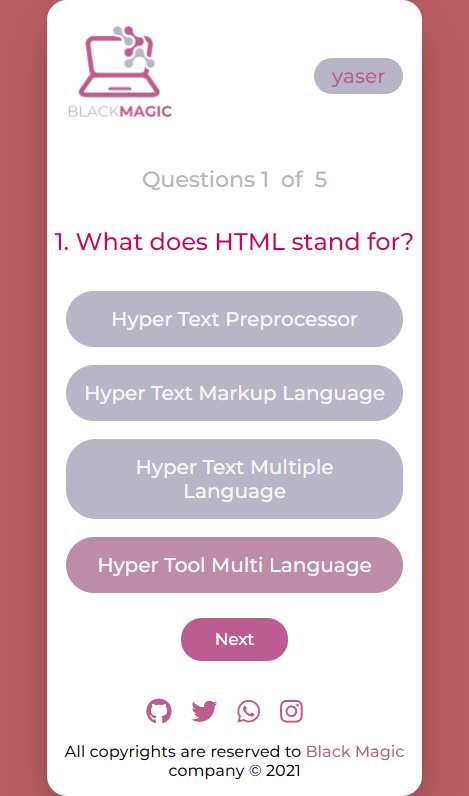 BLACKMAGIC
yaser
Questions 1 of 5
1. What does HTML stand for?
Hyper Text Preprocessor
Hyper Text Markup Language
Hyper Text Multiple
Language
Hyper Tool Multi Language
Next
All copyrights are reserved to Black Magic
company © 2021